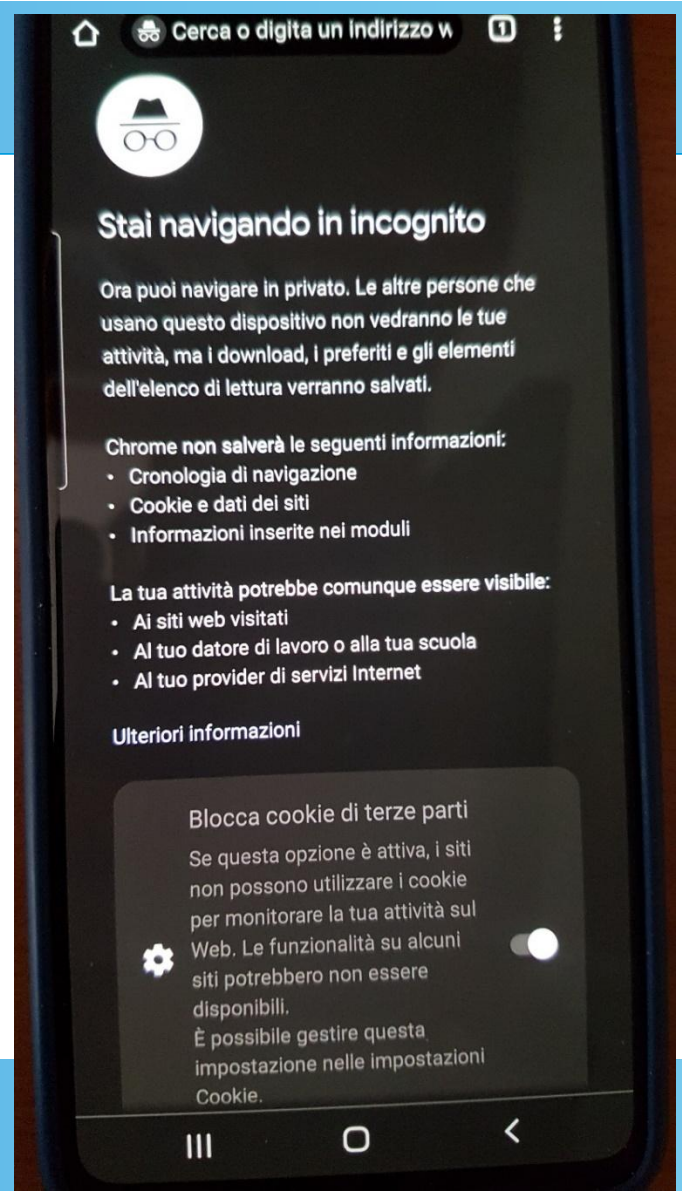 Cerca o digita un indirizzo w
1
Stai navigando in incognito
Ora puoi navigare in privato. Le altre persone che
usano questo dispositivo non vedranno le tue
attività, ma i download, i preferiti e gli elementi
dell'elenco di lettura verranno salvati.
Chrome non salverà le seguenti informazioni:
• Cronologia di navigazione
• Cookie e dati dei siti
• Informazioni inserite nei moduli
La tua attività potrebbe comunque essere visibile:
• Ai siti web visitati
• Al tuo datore di lavoro o alla tua scuola
• Al tuo provider di servizi Internet
Ulteriori informazioni
Blocca cookie di terze parti
Se questa opzione è attiva, i siti
non possono utilizzare i cookie
per monitorare la tua attività sul
Web. Le funzionalità su alcuni
siti potrebbero non essere
disponibili.
È possibile gestire questa
impostazione nelle impostazioni
Cookie.